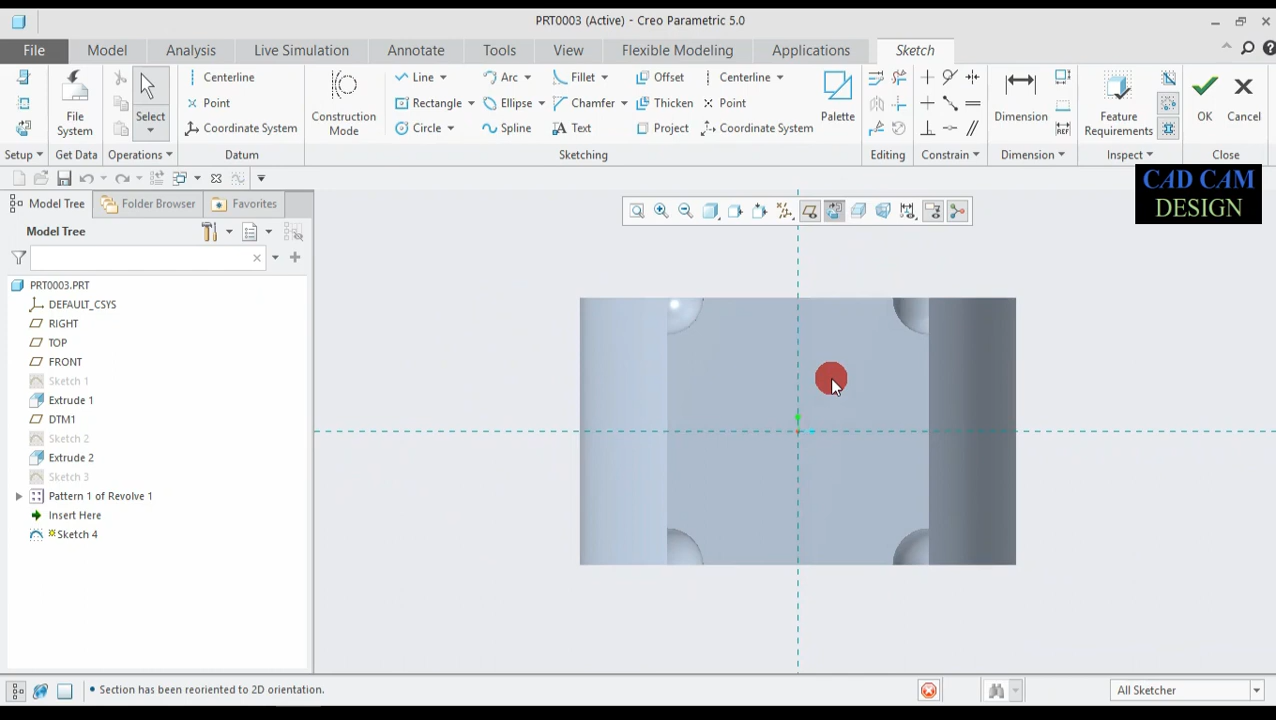 PRT0003 (Active) - Creo Parametric 5.0
File Model Analysis Live Simulation Annotate Tools View Flexible Modeling Applications Sketch
Centerline Line Arc Fillet Offset Centerline
Point Rectangle Ellipse Chamfer Thicken Point
Coordinate System Circle Spline Text Project Coordinate System
File System
Select
Construction Mode
Palette
Dimension
Feature Requirements
OK
Cancel
Setup Get Data Operations Datum Sketching Editing Constrain Dimension Inspect Close
CAD CAM
DESIGN
Model Tree Folder Browser Favorites
Model Tree
PRT0003.PRT
DEFAULT_CSYS
RIGHT
TOP
FRONT
Sketch 1
Extrude 1
DTM1
Sketch 2
Extrude 2
Sketch 3
Pattern 1 of Revolve 1
Insert Here
Sketch 4
Section has been reoriented to 2D orientation.
All Sketcher